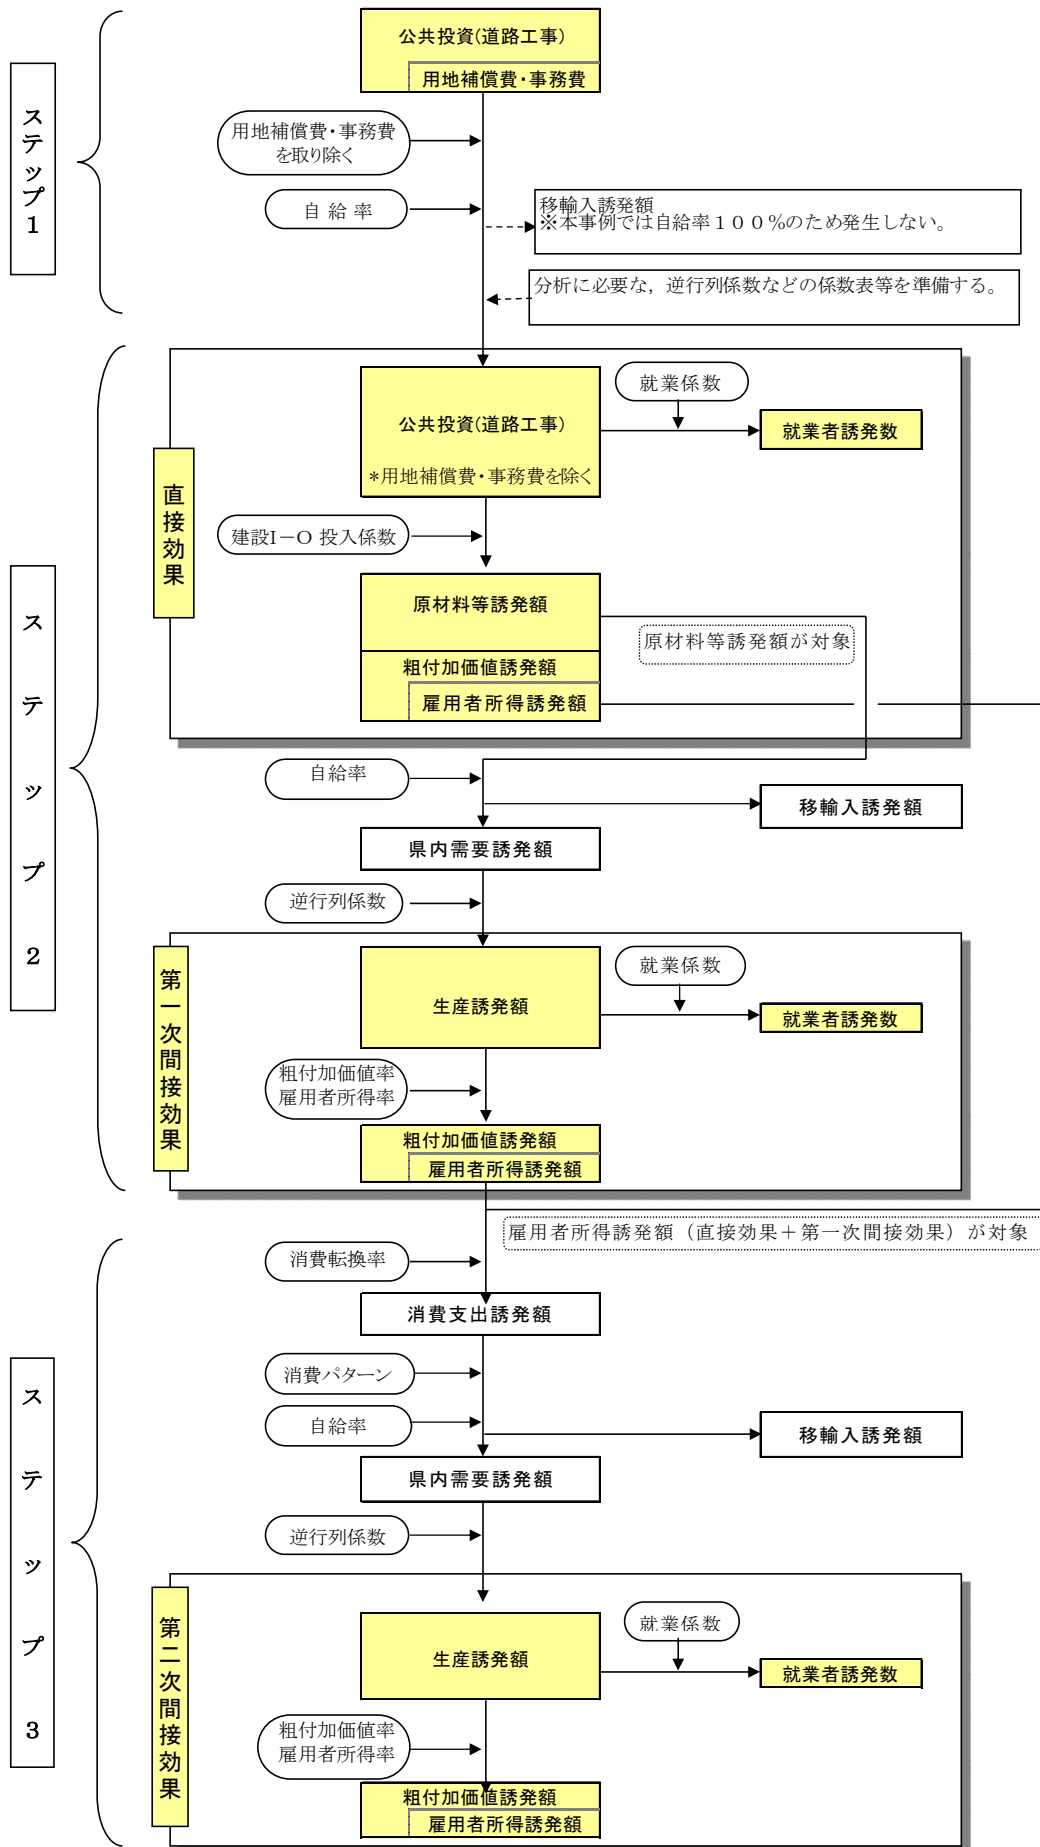 ステップ1
公共投資(道路工事)
用地補償費・事務費
用地補償費・事務費
を取り除く
自 給 率
移輸入誘発額
※本事例では自給率１００％のため発生しない。
分析に必要な，逆行列係数などの係数表等を準備する。
ステップ2
直接効果
公共投資(道路工事)
*用地補償費・事務費を除く
就業係数
就業者誘発数
建設I－O 投入係数
原材料等誘発額
原材料等誘発額が対象
粗付加価値誘発額
雇用者所得誘発額
自給率
移輸入誘発額
県内需要誘発額
逆行列係数
第一次間接効果
生産誘発額
就業係数
就業者誘発数
粗付加価値率
雇用者所得率
粗付加価値誘発額
雇用者所得誘発額
雇用者所得誘発額（直接効果＋第一次間接効果）が対象
ステップ3
消費転換率
消費支出誘発額
消費パターン
自給率
移輸入誘発額
県内需要誘発額
逆行列係数
第二次間接効果
生産誘発額
就業係数
就業者誘発数
粗付加価値率
雇用者所得率
粗付加価値誘発額
雇用者所得誘発額